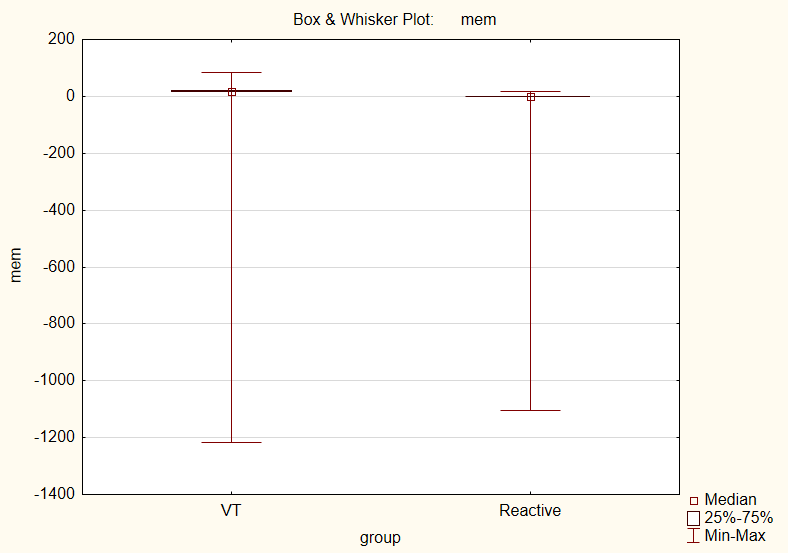 Box & Whisker Plot: mem
200
0
-200
-400
-600
-800
-1000
-1200
-1400
mem
VT
Reactive
group
Median
25%-75%
Min-Max